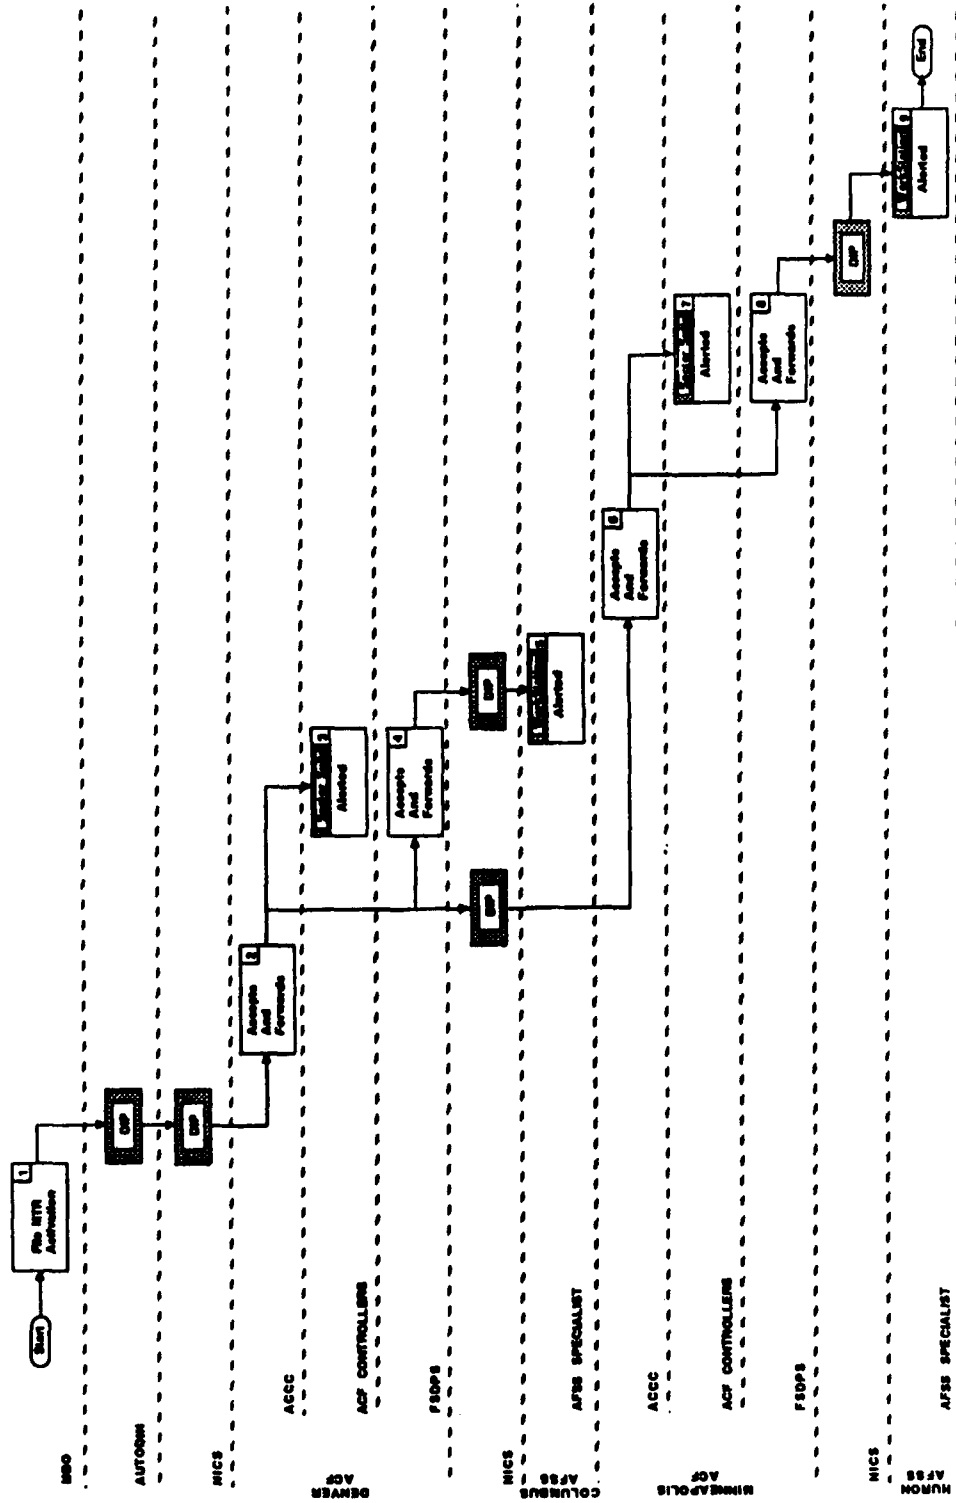 MBO
Start
File MTR
Activation
1
AUTODIN
DIP
NICS
DIP
DENVER
ACF
ACCC
Accepts
And
Forwards
2
ACF CONTROLLERS
3
Alerted
FSDPS
Accepts
And
Forwards
4
NICS
DIP
DIP
COLUMBUS
AFSS
AFSS SPECIALIST
Alerted
MINNEAPOLIS
ACF
ACCC
Accepts
And
Forwards
6
ACF CONTROLLERS
7
Alerted
FSDPS
Accepts
And
Forwards
8
NICS
DIP
HURON
AFSS
AFSS SPECIALIST
9
Alerted
End